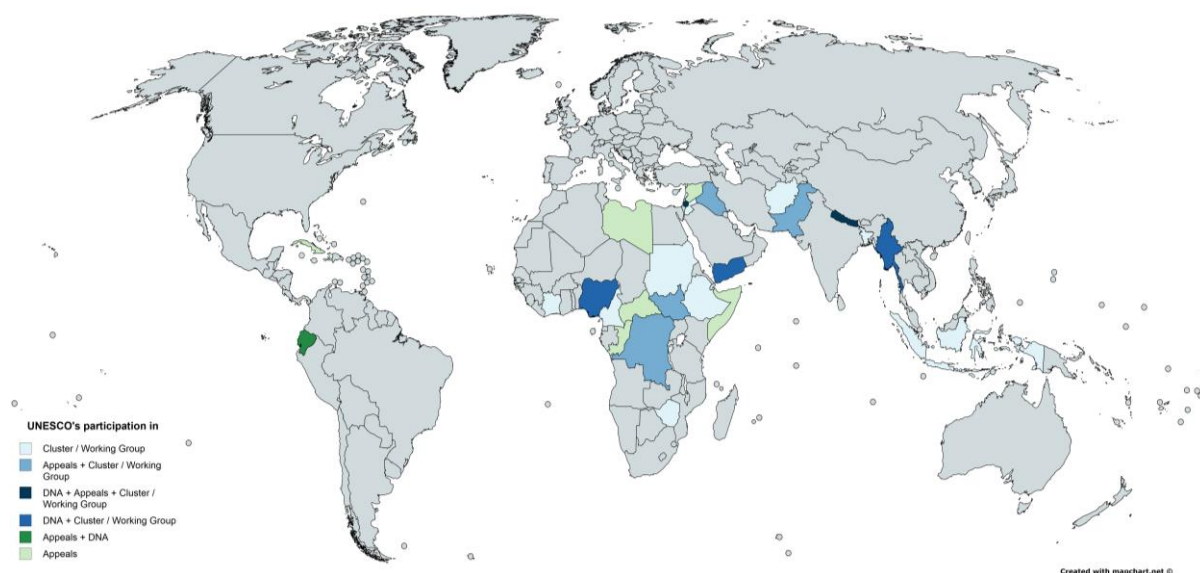 UNESCO's participation in
Cluster / Working Group
Appeals + Cluster / Working
Group
DNA + Appeals + Cluster /
Working Group
DNA + Cluster / Working Group
Appeals + DNA
Appeals
Created with mapchart.net ©